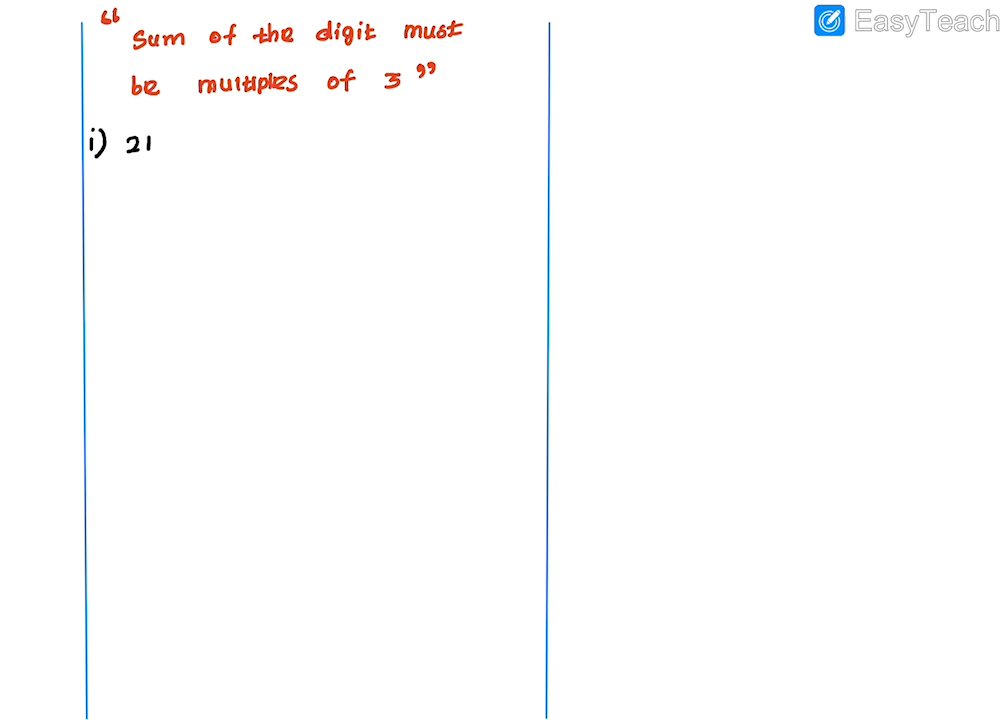 EasyTeach
“ Sum of the digit must
be multiples of 3 ”
i) 21